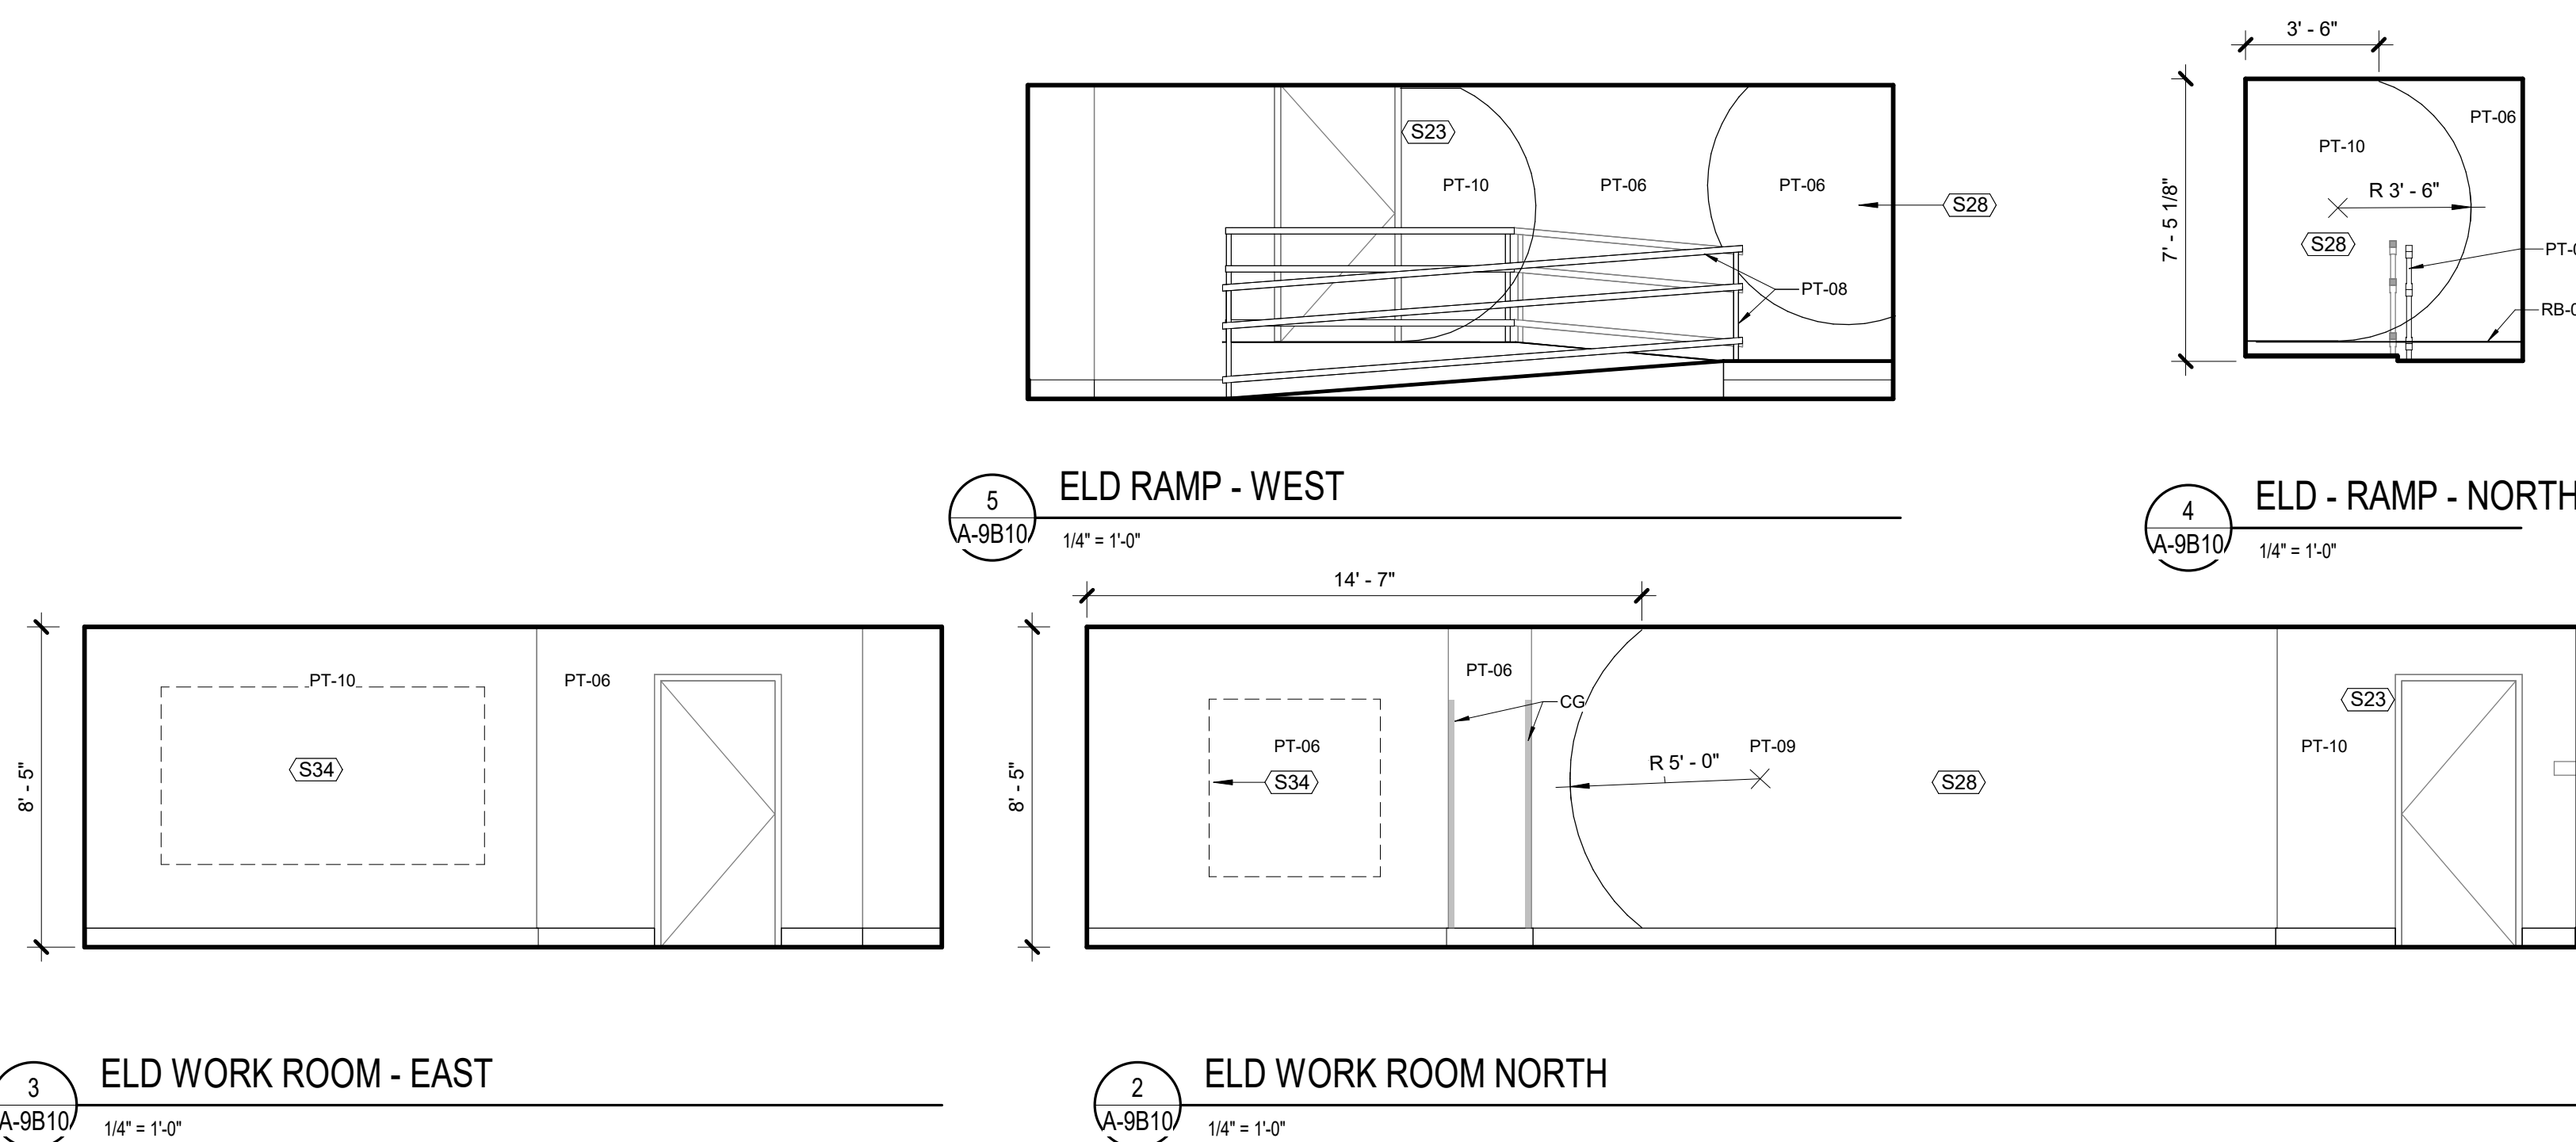 3' - 6"
S23
PT-10
PT-06
PT-06
S28
PT-08
7' - 5 1/8"
PT-06
PT-10
R 3' - 6"
S28
5
A-9B10
ELD RAMP - WEST
1/4" = 1'-0"
4
A-9B10
ELD - RAMP - NORTH
1/4" = 1'-0"
8' - 5"
PT-10
PT-06
S34
14' - 7"
8' - 5"
PT-06
CG
PT-06
S34
R 5' - 0"
PT-09
S28
S23
PT-10
3
A-9B10
ELD WORK ROOM - EAST
1/4" = 1'-0"
2
A-9B10
ELD WORK ROOM NORTH
1/4" = 1'-0"